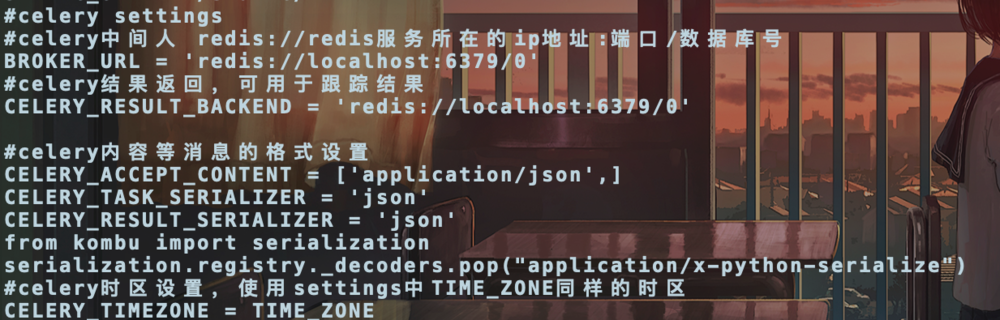 #celery settings
#celery中间人 redis://redis服务所在的ip地址:端口/数据库号
BROKER_URL = 'redis://localhost:6379/0'
#celery结果返回，可用于跟踪结果
CELERY_RESULT_BACKEND = 'redis://localhost:6379/0'
#celery内容等消息的格式设置
CELERY_ACCEPT_CONTENT = ['application/json',]
CELERY_TASK_SERIALIZER = 'json'
CELERY_RESULT_SERIALIZER = 'json'
from kombu import serialization
serialization.registry._decoders.pop("application/x-python-serialize")
#celery时区设置，使用settings中TIME_ZONE同样的时区
CELERY_TIMEZONE = TIME_ZONE